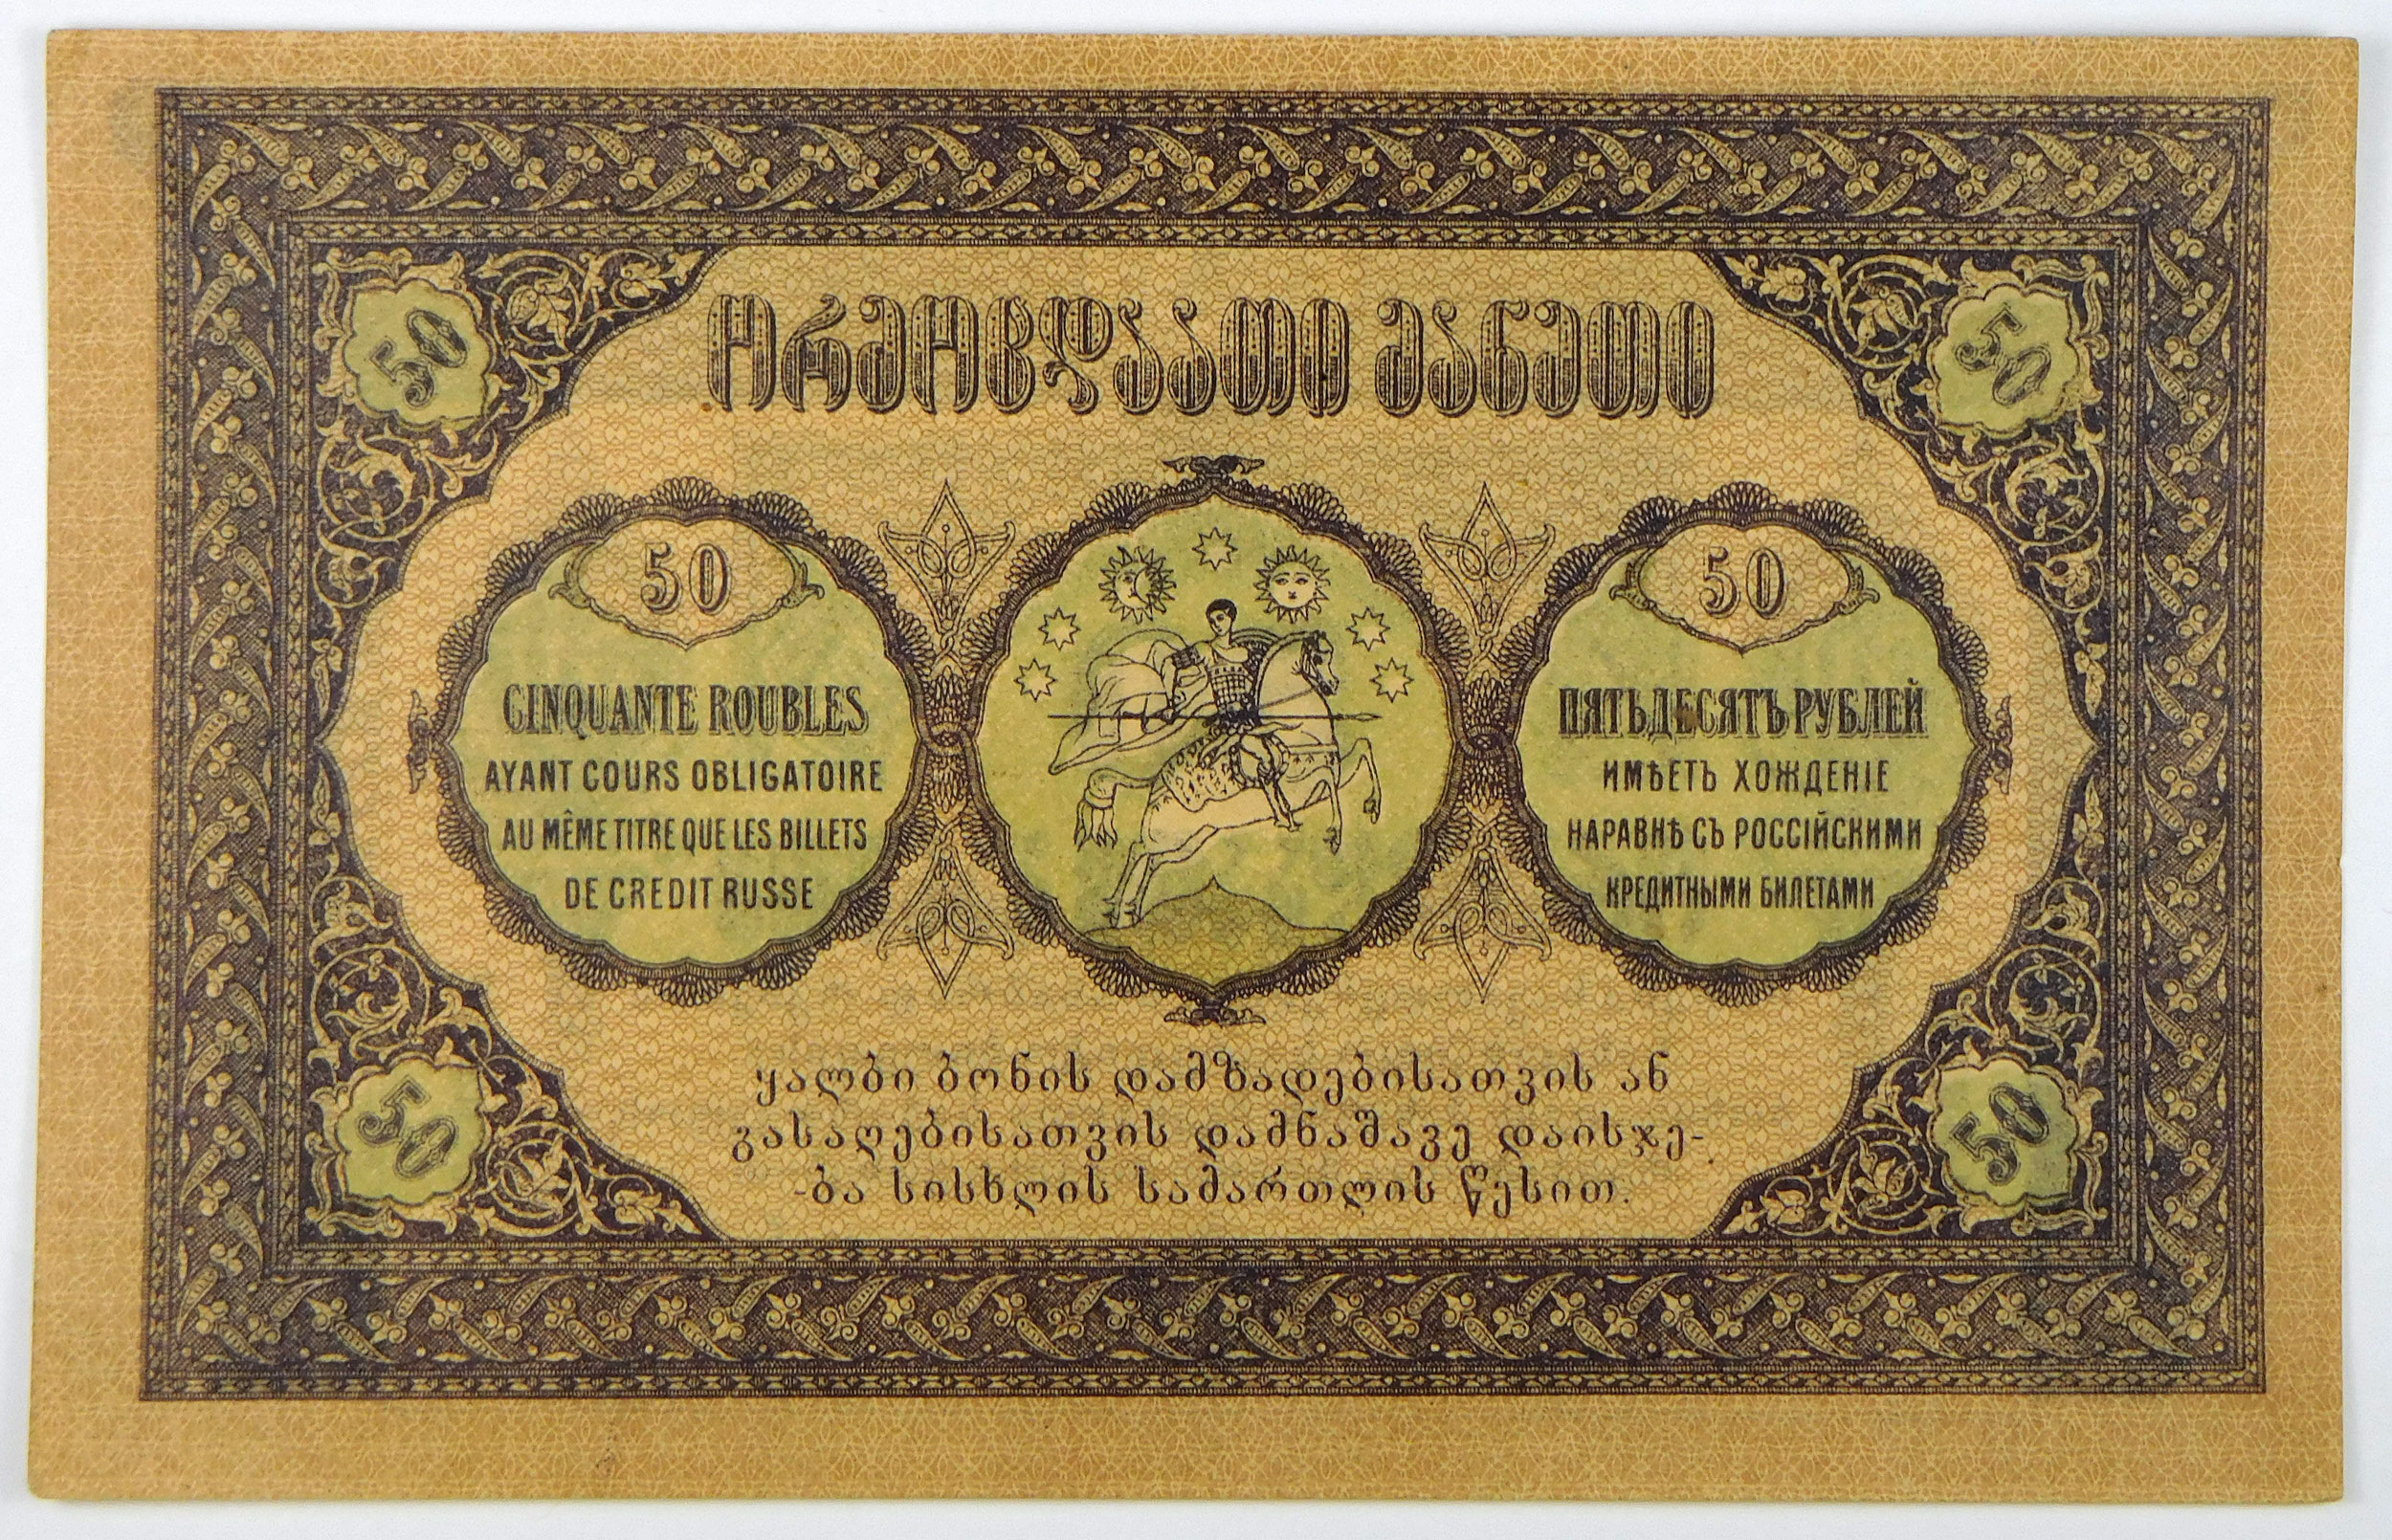 50 50
ორმოცდაათი მანეთი
50
CINQUANTE ROUBLES
AYANT COURS OBLIGATOIRE
AU MÊME TITRE QUE LES BILLETS
DE CREDIT RUSSE
50
ПЯТЬДЕСЯТЪ РУБЛЕЙ
ИМѢЕТЪ ХОЖДЕНІЕ
НАРАВНѢ СЪ РОССІЙСКИМИ
КРЕДИТНЫМИ БИЛЕТАМИ
ყალბი ბონის დამზადებისათვის ან
გასაღებისათვის დამნაშავე დაისჯე-
-ბა სისხლის სამართლის წესით.
50 50